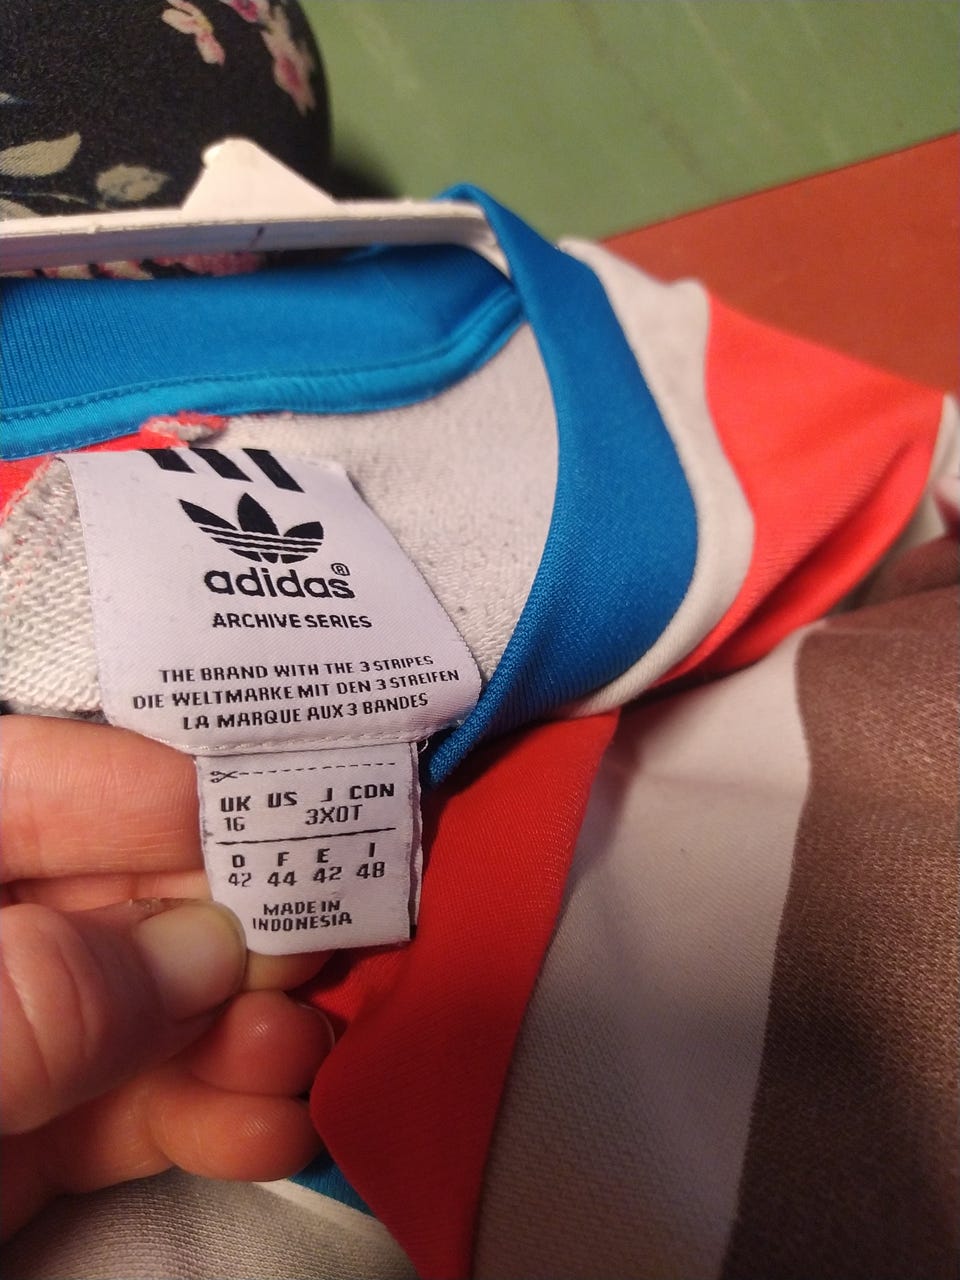 adidas®
ARCHIVE SERIES
THE BRAND WITH THE 3 STRIPES
DIE WELTMARKE MIT DEN 3 STREIFEN
LA MARQUE AUX 3 BANDES
UK US J CDN
16 3XOT
D F E I
42 44 42 48
MADE IN
INDONESIA